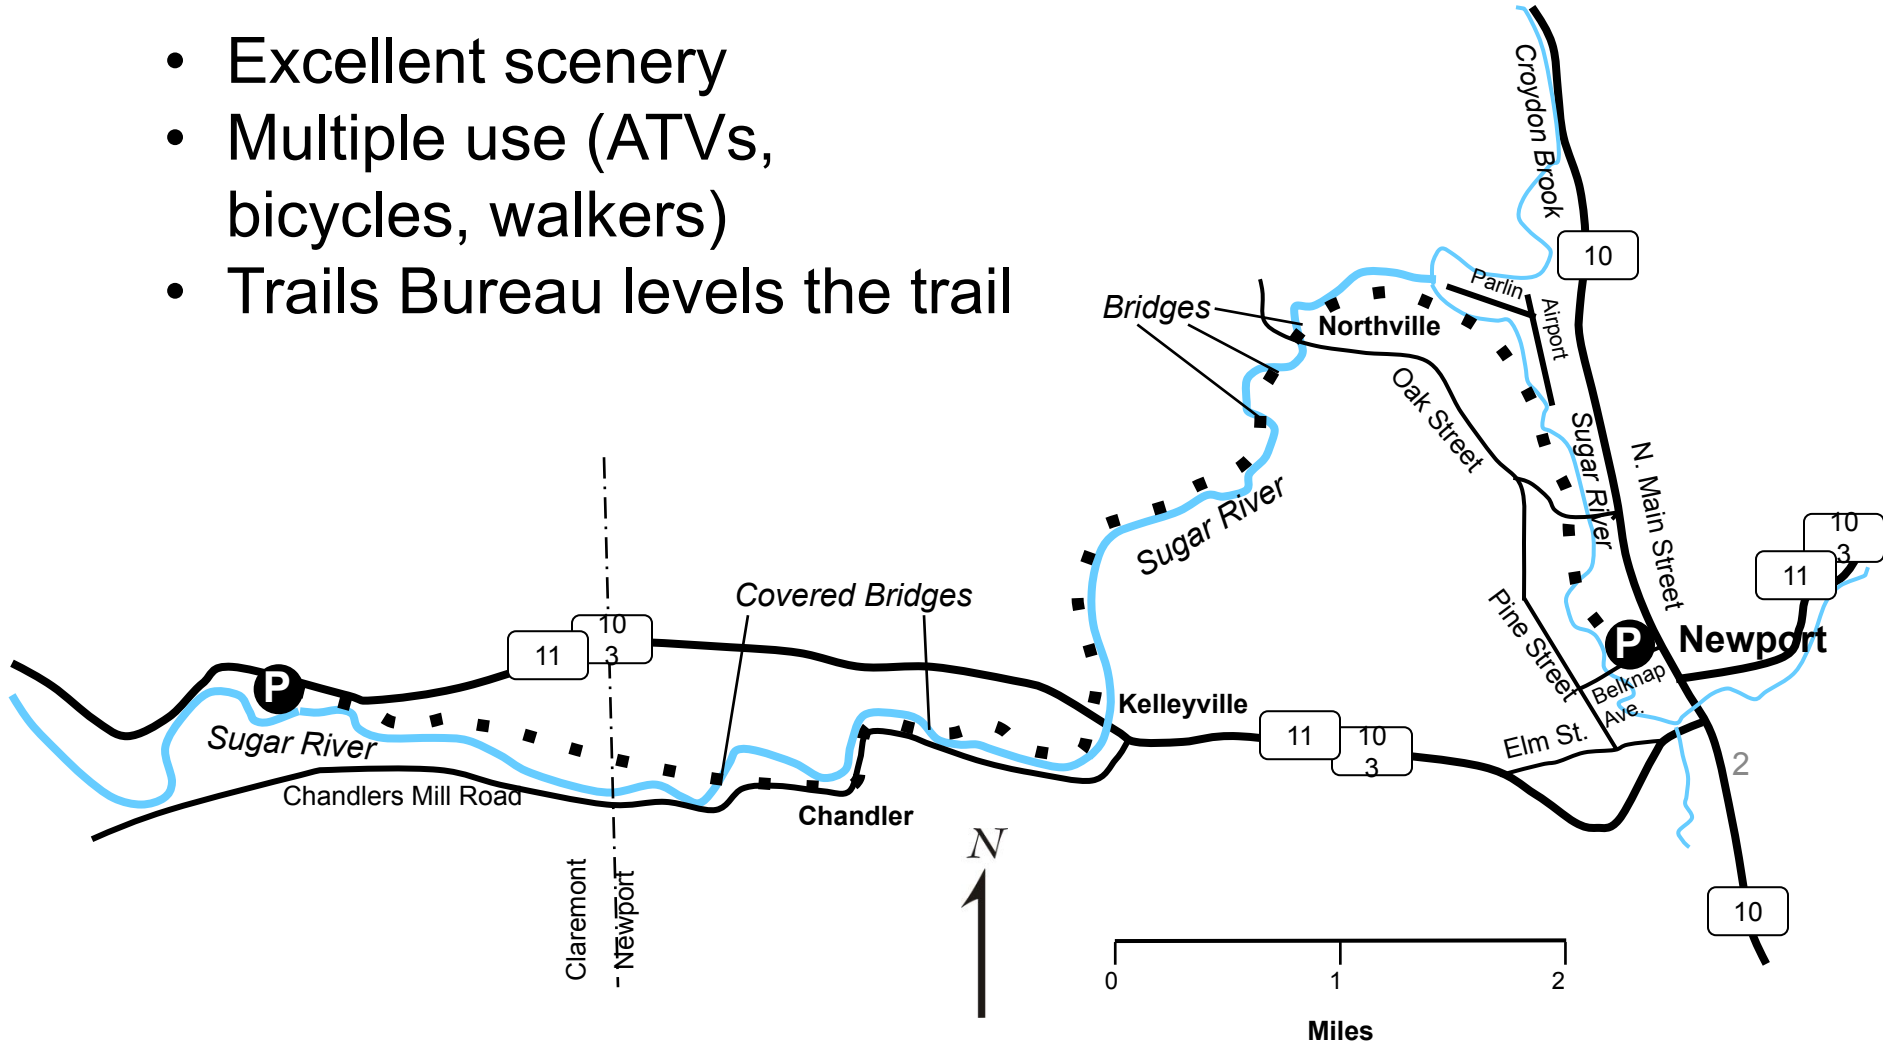 • Excellent scenery
• Multiple use (ATVs,
bicycles, walkers)
• Trails Bureau levels the trail
Croydon Brook
10
Parlin
Airport
Bridges
Northville
Oak Street
Sugar River
N. Main Street
Sugar River
10
3
11
Covered Bridges
Pine Street
10
3
11
P
Newport
P
Belknap
Ave.
Kelleyville
Sugar River
11
10
3
Elm St.
2
Chandlers Mill Road
Chandler
N
Claremont
Newport
10
0
1
2
Miles